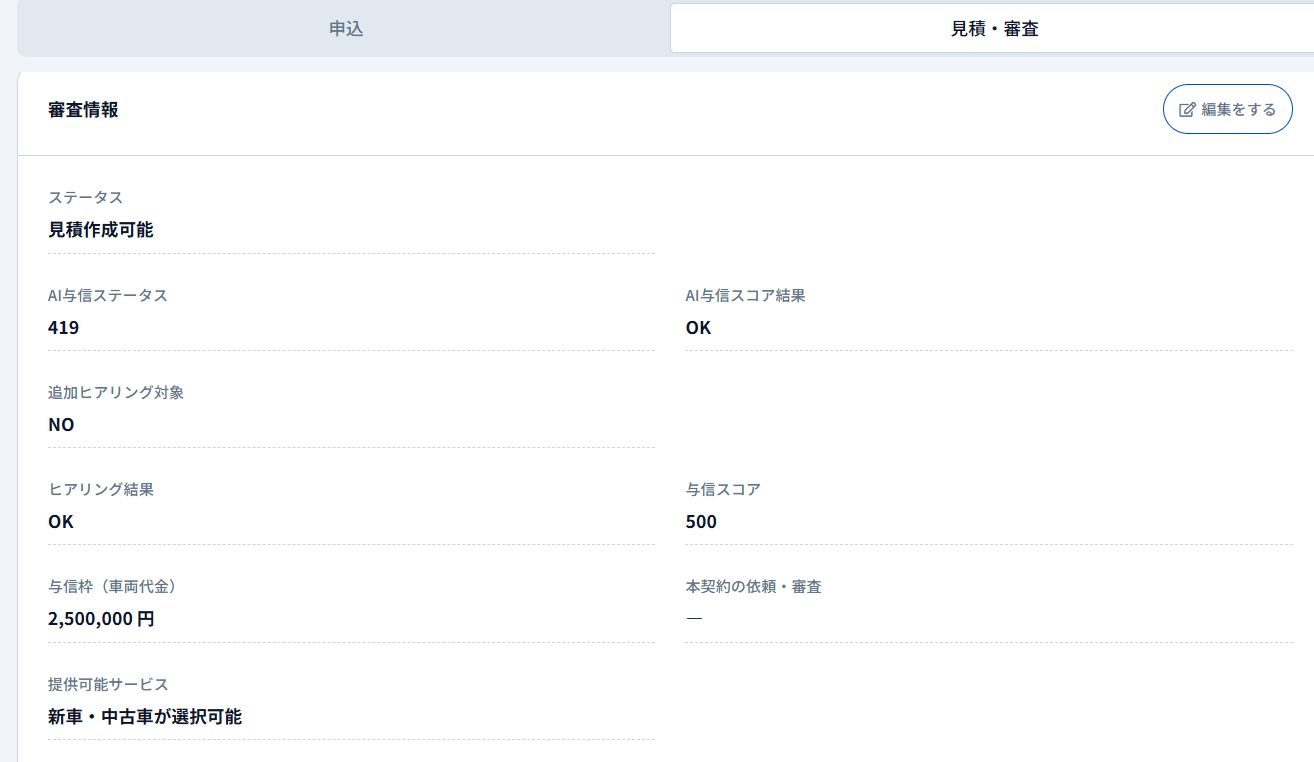 申込
見積・審査
審査情報
編集をする
ステータス
見積作成可能
AI与信ステータス
419
AI与信スコア結果
OK
追加ヒアリング対象
NO
ヒアリング結果
OK
与信スコア
500
与信枠（車両代金）
2,500,000 円
本契約の依頼・審査
—
提供可能サービス
新車・中古車が選択可能